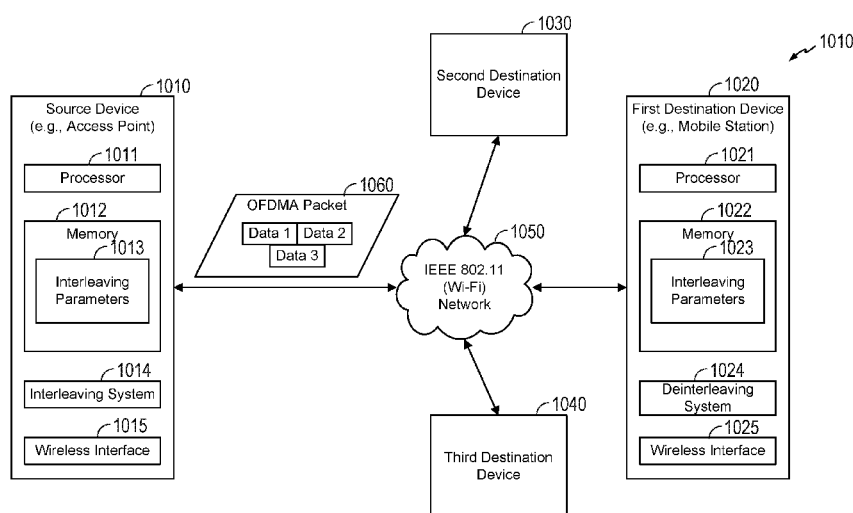 1010
1010
Source Device
(e.g., Access Point)
1011
Processor
1012
Memory
1013
Interleaving
Parameters
1014
Interleaving System
1015
Wireless Interface
1060
OFDMA Packet
Data 1 Data 2
Data 3
1030
Second Destination
Device
1050
IEEE 802.11
(Wi-Fi)
Network
1040
Third Destination
Device
1020
First Destination Device
(e.g., Mobile Station)
1021
Processor
1022
Memory
1023
Interleaving
Parameters
1024
Deinterleaving
System
1025
Wireless Interface